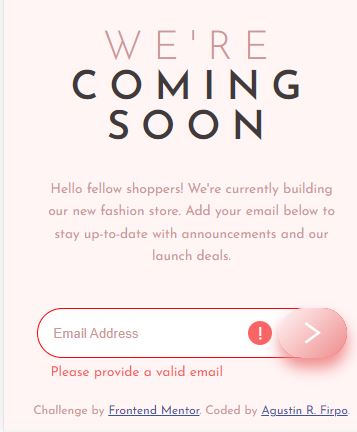 WE'RE
COMING
SOON
Hello fellow shoppers! We're currently building
our new fashion store. Add your email below to
stay up-to-date with announcements and our
launch deals.
Email Address
!
Please provide a valid email
Challenge by Frontend Mentor. Coded by Agustin R. Firpo.